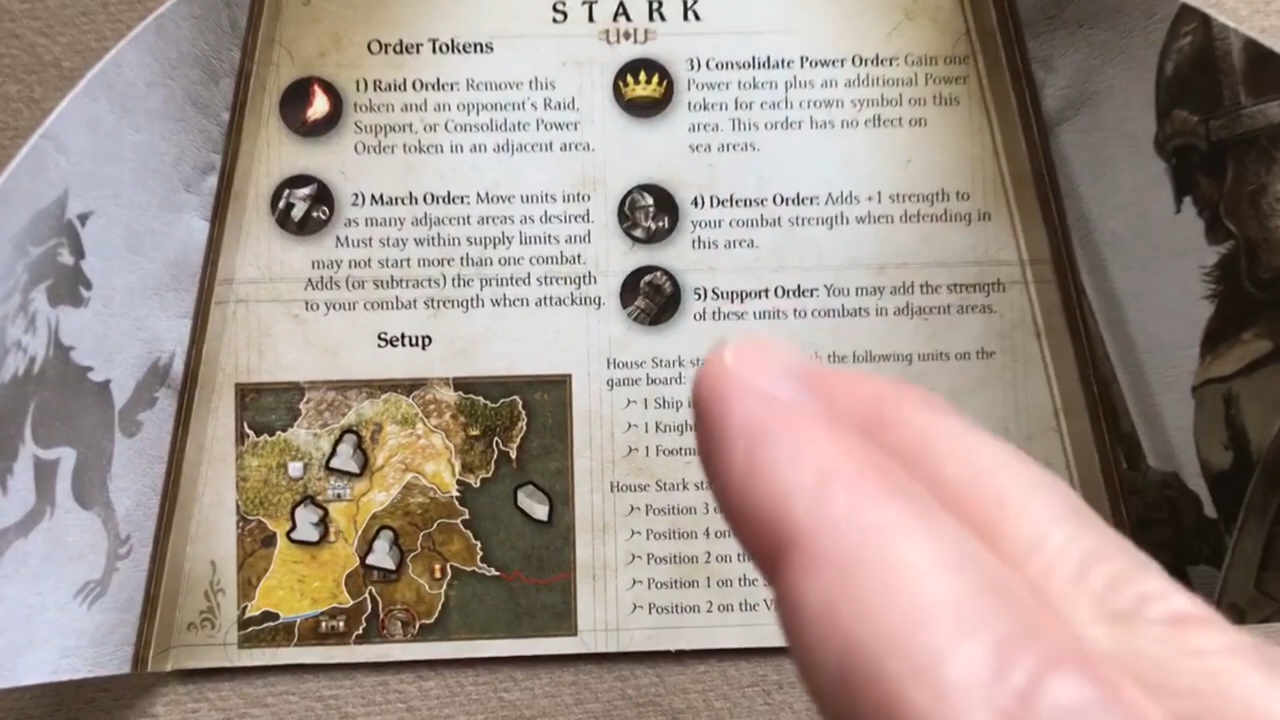 STARK
Order Tokens
1) Raid Order: Remove this
token and an opponent's Raid,
Support, or Consolidate Power
Order token in an adjacent area.
2) March Order: Move units into
as many adjacent areas as desired.
Must stay within supply limits and
may not start more than one combat.
Adds (or subtracts) the printed strength
to your combat strength when attacking.
Setup
3) Consolidate Power Order: Gain one
Power token plus an additional Power
token for each crown symbol on this
area. This order has no effect on
sea areas.
4) Defense Order: Adds +1 strength to
your combat strength when defending in
this area.
5) Support Order: You may add the strength
of these units to combats in adjacent areas.
House Stark the following units on the
game board:
1 Ship
1
1
House Stark
Position 3
Position 4 on
Position 2 on
Position 1 on the
Position 2 on the
+1